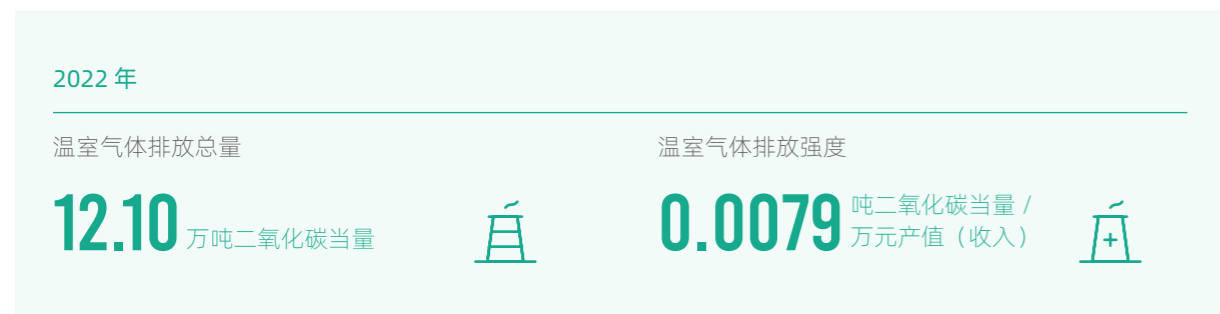 2022 年
温室气体排放总量
12.10 万吨二氧化碳当量
温室气体排放强度
0.0079 吨二氧化碳当量 /
万元产值（收入）